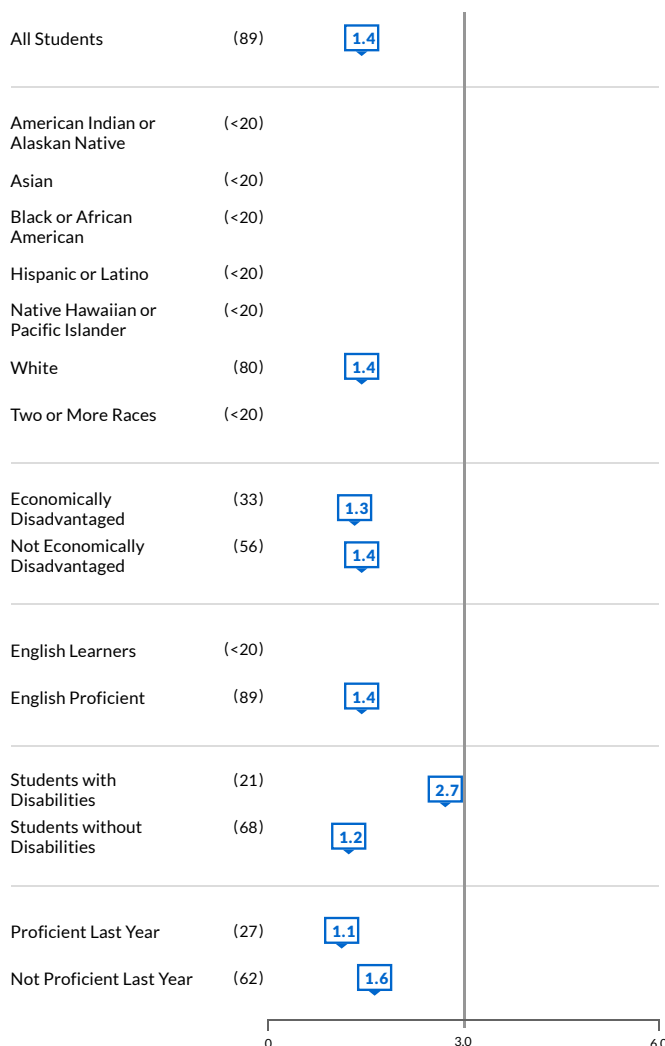 All Students (89) 1.4
American Indian or (<20)
Alaskan Native
Asian (<20)
Black or African (<20)
American
Hispanic or Latino (<20)
Native Hawaiian or (<20)
Pacific Islander
White (80) 1.4
Two or More Races (<20)
Economically (33) 1.3
Disadvantaged
Not Economically (56) 1.4
Disadvantaged
English Learners (<20)
English Proficient (89) 1.4
Students with (21) 2.7
Disabilities
Students without (68) 1.2
Disabilities
Proficient Last Year (27) 1.1
Not Proficient Last Year (62) 1.6
0 3.0 6.0